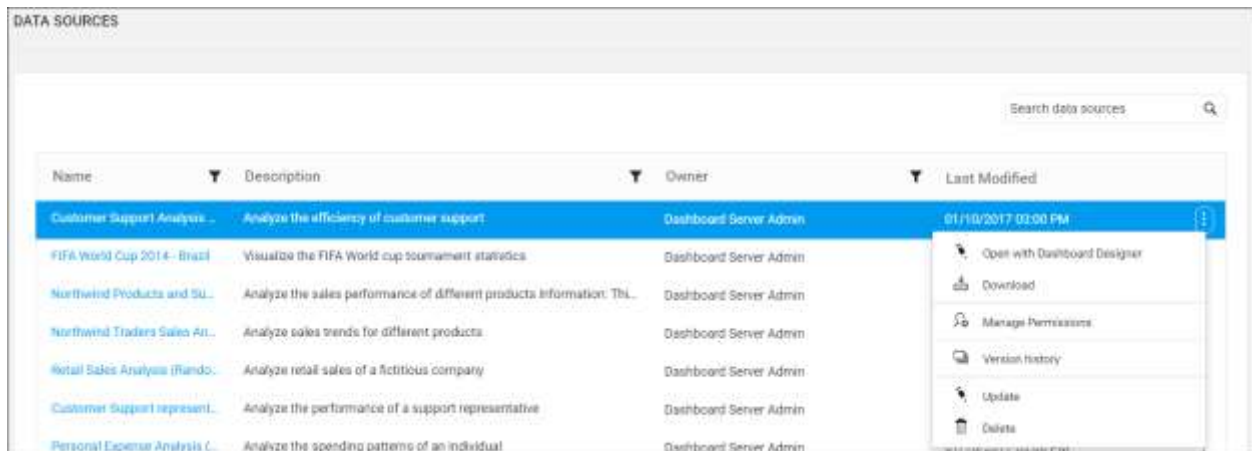 DATA SOURCES
Search data sources
Name Description Owner Last Modified
Customer Support Analysis ... Analyze the efficiency of customer support Dashboard Server Admin 01/10/2017 03:00 PM
FIFA World Cup 2014 - Brazil Visualize the FIFA World cup tournament statistics Dashboard Server Admin
Open with Dashboard Designer
Northwind Products and Su... Analyze the sales performance of different products Information: Thi... Dashboard Server Admin
Download
Northwind Traders Sales An... Analyze sales trends for different products Dashboard Server Admin
Manage Permissions
Retail Sales Analysis (Rando... Analyze retail sales of a fictitious company Dashboard Server Admin
Version history
Customer Support represent... Analyze the performance of a support representative Dashboard Server Admin
Update
Personal Expense Analysis (... Analyze the spending patterns of an individual Dashboard Server Admin
Delete